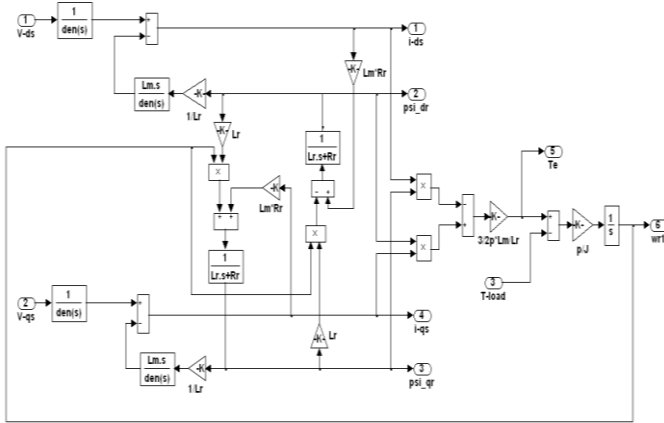 1
V-ds
1
den(s)
+
-
1
i-ds
-K-
Lm*Rr
Lm.s
den(s)
-K-
1/Lr
2
psi_dr
-K-
Lr
1
Lr.s+Rr
x
-K-
Lm*Rr
- +
+ +
x
x
-
+
-K-
3/2p*Lm/Lr
5
Te
+
-
-K-
p/J
1
s
6
wr1
1
Lr.s+Rr
x
3
T-load
2
V-qs
1
den(s)
+
-
4
i-qs
-K-
Lr
Lm.s
den(s)
-K-
1/Lr
3
psi_qr